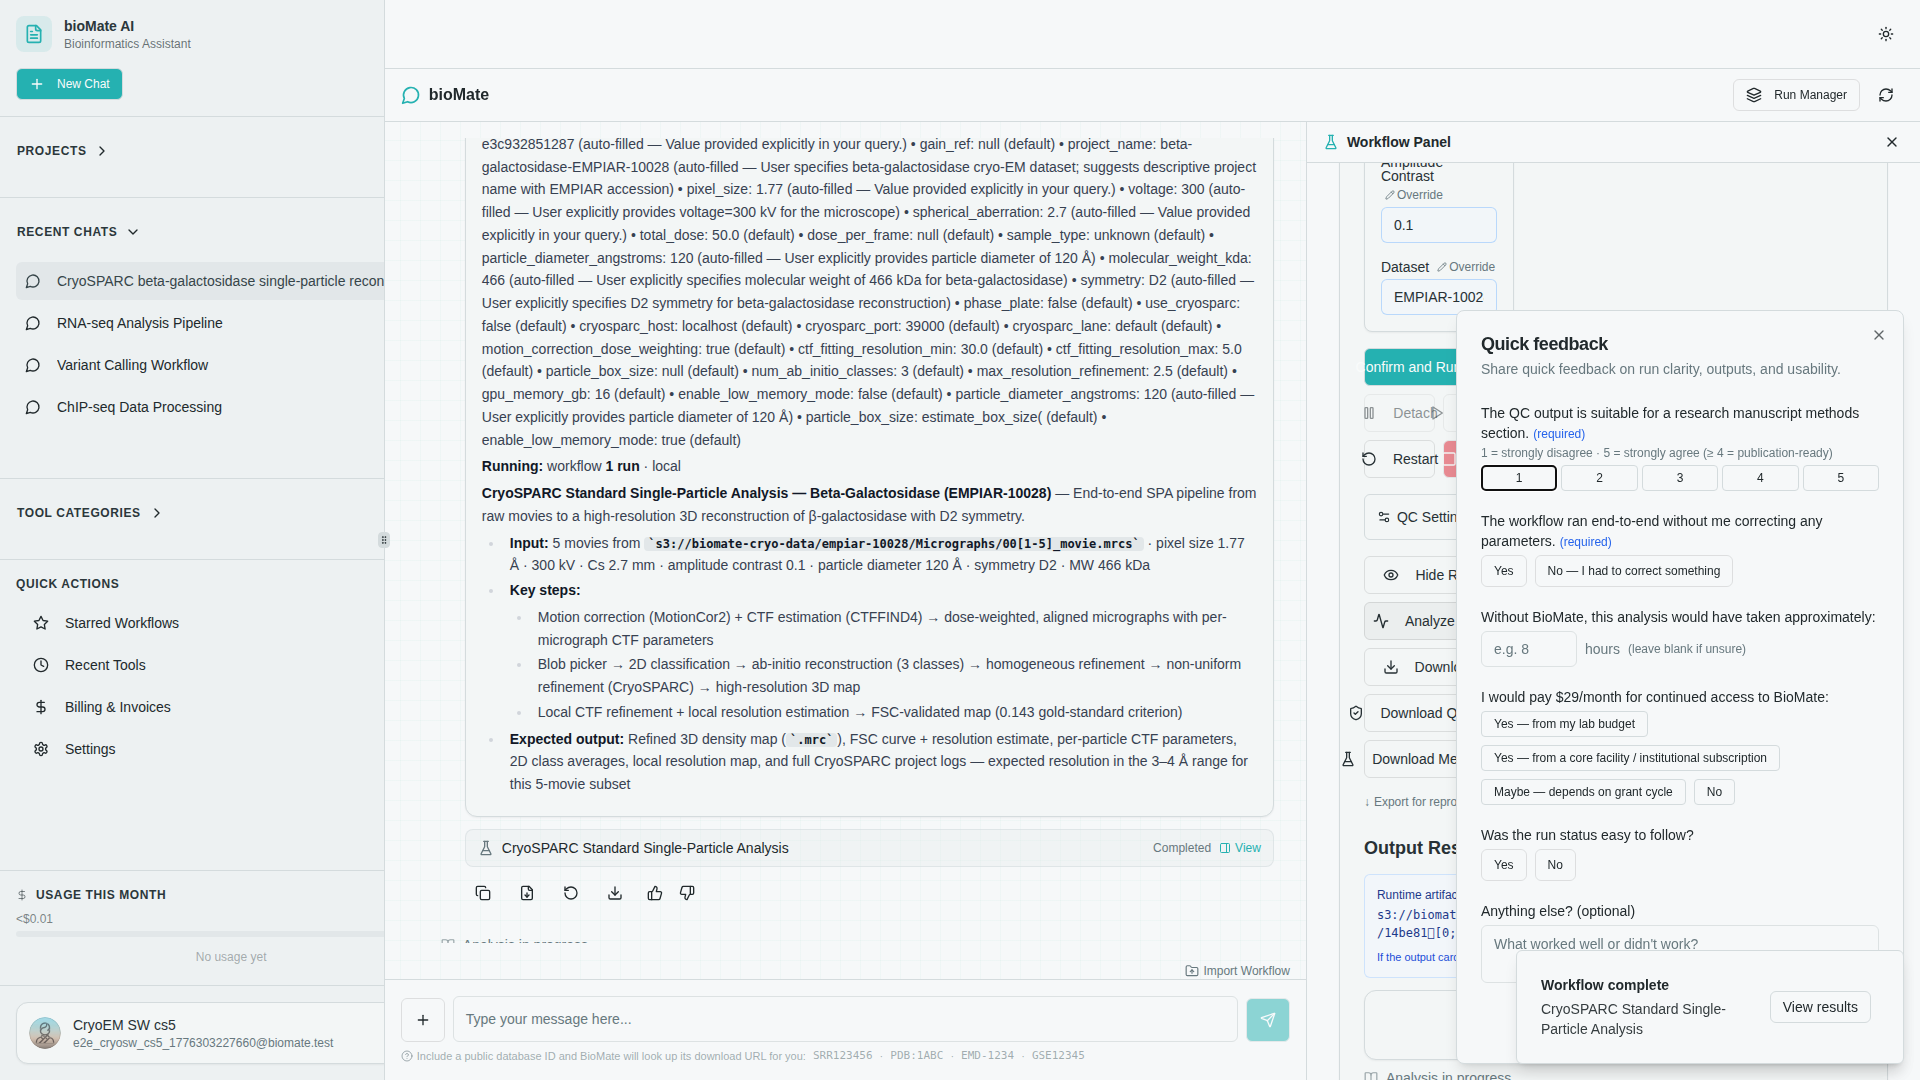 bioMate AI
Bioinformatics Assistant
New Chat
PROJECTS
RECENT CHATS
CryoSPARC beta-galactosidase single-particle recon
RNA-seq Analysis Pipeline
Variant Calling Workflow
ChIP-seq Data Processing
TOOL CATEGORIES
QUICK ACTIONS
Starred Workflows
Recent Tools
Billing & Invoices
Settings
USAGE THIS MONTH
<$0.01
No usage yet
CryoEM SW cs5
e2e_cryosw_cs5_1776303227660@biomate.test
bioMate
Run Manager
e3c932851287 (auto-filled — Value provided explicitly in your query.) • gain_ref: null (default) • project_name: beta-
galactosidase-EMPIAR-10028 (auto-filled — User specifies beta-galactosidase cryo-EM dataset; suggests descriptive project
name with EMPIAR accession) • pixel_size: 1.77 (auto-filled — Value provided explicitly in your query.) • voltage: 300 (auto-
filled — User explicitly provides voltage=300 kV for the microscope) • spherical_aberration: 2.7 (auto-filled — Value provided
explicitly in your query.) • total_dose: 50.0 (default) • dose_per_frame: null (default) • sample_type: unknown (default) •
particle_diameter_angstroms: 120 (auto-filled — User explicitly provides particle diameter of 120 Å) • molecular_weight_kda:
466 (auto-filled — User explicitly specifies molecular weight of 466 kDa for beta-galactosidase) • symmetry: D2 (auto-filled —
User explicitly specifies D2 symmetry for beta-galactosidase reconstruction) • phase_plate: false (default) • use_cryosparc:
false (default) • cryosparc_host: localhost (default) • cryosparc_port: 39000 (default) • cryosparc_lane: default (default) •
motion_correction_dose_weighting: true (default) • ctf_fitting_resolution_min: 30.0 (default) • ctf_fitting_resolution_max: 5.0
(default) • particle_box_size: null (default) • num_ab_initio_classes: 3 (default) • max_resolution_refinement: 2.5 (default) •
gpu_memory_gb: 16 (default) • enable_low_memory_mode: false (default) • particle_diameter_angstroms: 120 (auto-filled —
User explicitly provides particle diameter of 120 Å) • particle_box_size: estimate_box_size( (default) •
enable_low_memory_mode: true (default)
Running: workflow 1 run · local
CryoSPARC Standard Single-Particle Analysis — Beta-Galactosidase (EMPIAR-10028) — End-to-end SPA pipeline from
raw movies to a high-resolution 3D reconstruction of β-galactosidase with D2 symmetry.
Input: 5 movies from `s3://biomate-cryo-data/empiar-10028/Micrographs/00[1-5]_movie.mrcs` · pixel size 1.77
Å · 300 kV · Cs 2.7 mm · amplitude contrast 0.1 · particle diameter 120 Å · symmetry D2 · MW 466 kDa
Key steps:
Motion correction (MotionCor2) + CTF estimation (CTFFIND4) → dose-weighted, aligned micrographs with per-
micrograph CTF parameters
Blob picker → 2D classification → ab-initio reconstruction (3 classes) → homogeneous refinement → non-uniform
refinement (CryoSPARC) → high-resolution 3D map
Local CTF refinement + local resolution estimation → FSC-validated map (0.143 gold-standard criterion)
Expected output: Refined 3D density map (`.mrc`), FSC curve + resolution estimate, per-particle CTF parameters,
2D class averages, local resolution map, and full CryoSPARC project logs — expected resolution in the 3–4 Å range for
this 5-movie subset
CryoSPARC Standard Single-Particle Analysis
Completed
View
Analysis in progress
Import Workflow
Type your message here...
Include a public database ID and BioMate will look up its download URL for you: SRR123456 · PDB:1ABC · EMD-1234 · GSE12345
Workflow Panel
Amplitude
Contrast
Override
0.1
Dataset Override
EMPIAR-1002
onfirm and Ru
Detach
Restart
QC Settin
Hide R
Analyze
Downlo
Download Q
Download Me
↓ Export for repro
Output Res
Runtime artifac
s3://biomat
/14be81▯[0;
If the output card
Analysis in progress
Quick feedback
Share quick feedback on run clarity, outputs, and usability.
The QC output is suitable for a research manuscript methods
section. (required)
1 = strongly disagree · 5 = strongly agree (≥ 4 = publication-ready)
1 2 3 4 5
The workflow ran end-to-end without me correcting any
parameters. (required)
Yes
No — I had to correct something
Without BioMate, this analysis would have taken approximately:
e.g. 8 hours (leave blank if unsure)
I would pay $29/month for continued access to BioMate:
Yes — from my lab budget
Yes — from a core facility / institutional subscription
Maybe — depends on grant cycle
No
Was the run status easy to follow?
Yes
No
Anything else? (optional)
What worked well or didn't work?
Workflow complete
CryoSPARC Standard Single-
Particle Analysis
View results